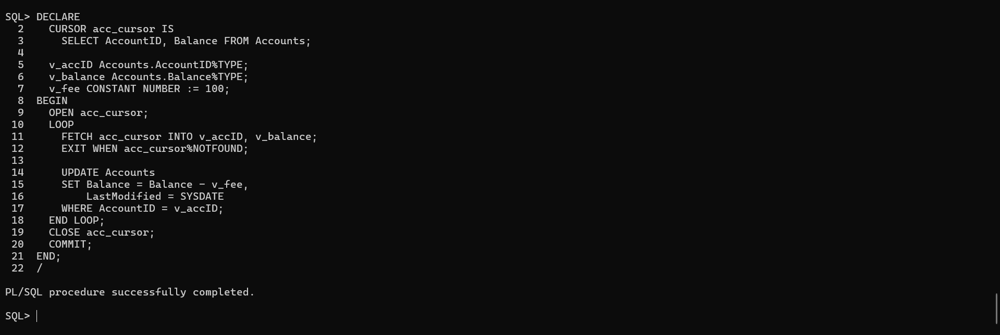 SQL> DECLARE
  2    CURSOR acc_cursor IS
  3      SELECT AccountID, Balance FROM Accounts;
  4
  5    v_accID Accounts.AccountID%TYPE;
  6    v_balance Accounts.Balance%TYPE;
  7    v_fee CONSTANT NUMBER := 100;
  8  BEGIN
  9    OPEN acc_cursor;
 10    LOOP
 11      FETCH acc_cursor INTO v_accID, v_balance;
 12      EXIT WHEN acc_cursor%NOTFOUND;
 13
 14      UPDATE Accounts
 15      SET Balance = Balance - v_fee,
 16          LastModified = SYSDATE
 17      WHERE AccountID = v_accID;
 18    END LOOP;
 19    CLOSE acc_cursor;
 20    COMMIT;
 21  END;
 22  /

PL/SQL procedure successfully completed.

SQL>